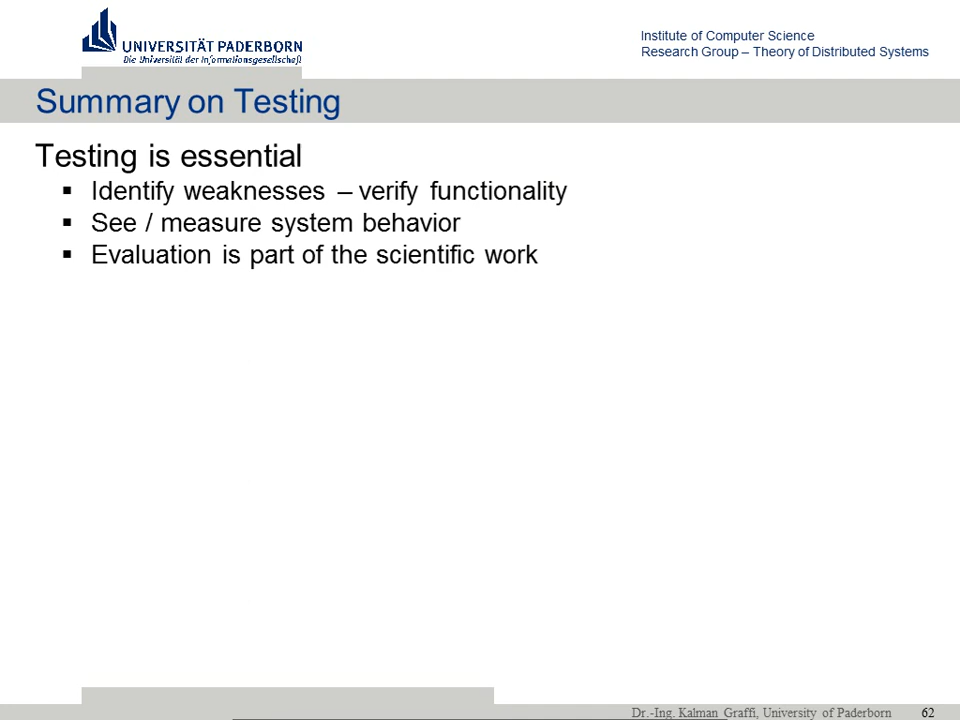 UNIVERSITÄT PADERBORN
Die Universität der Informationsgesellschaft
Institute of Computer Science
Research Group – Theory of Distributed Systems
Summary on Testing
Testing is essential
▪ Identify weaknesses – verify functionality
▪ See / measure system behavior
▪ Evaluation is part of the scientific work
Dr.-Ing. Kalman Graffi, University of Paderborn 62